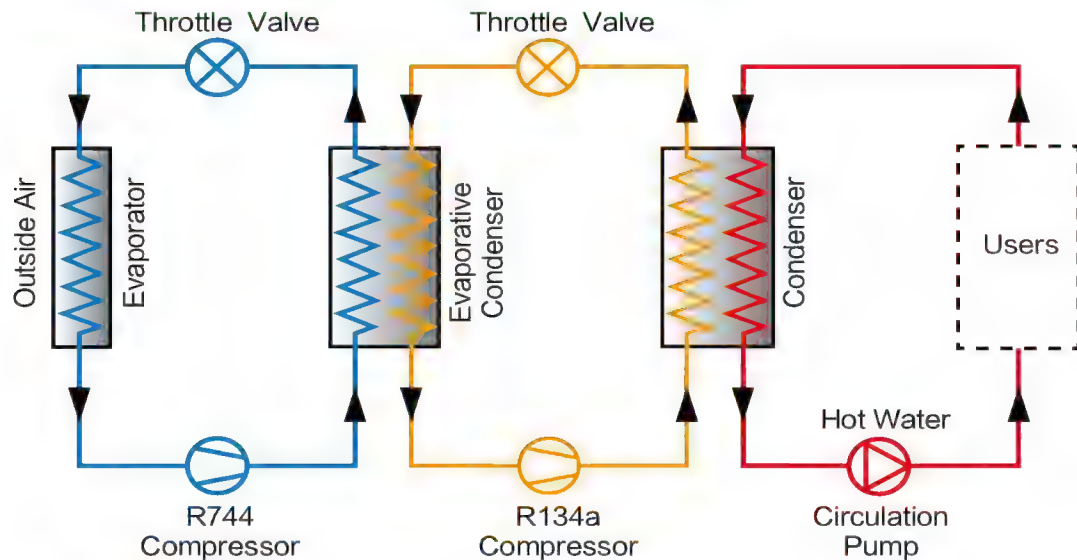 Throttle Valve
Throttle Valve
Outside Air
Evaporator
Evaporative
Condenser
Condenser
Users
Hot Water
R744
Compressor
R134a
Compressor
Circulation
Pump